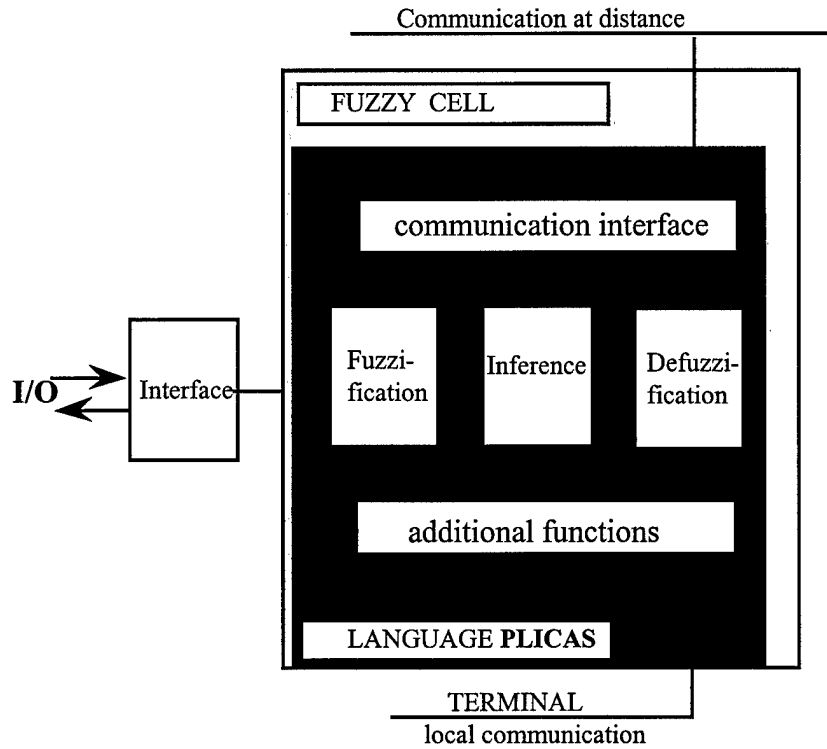 Communication at distance
FUZZY CELL
communication interface
Fuzzi-
fication
Inference
Defuzzi-
ification
I/O
Interface
additional functions
LANGUAGE PLICAS
TERMINAL
local communication